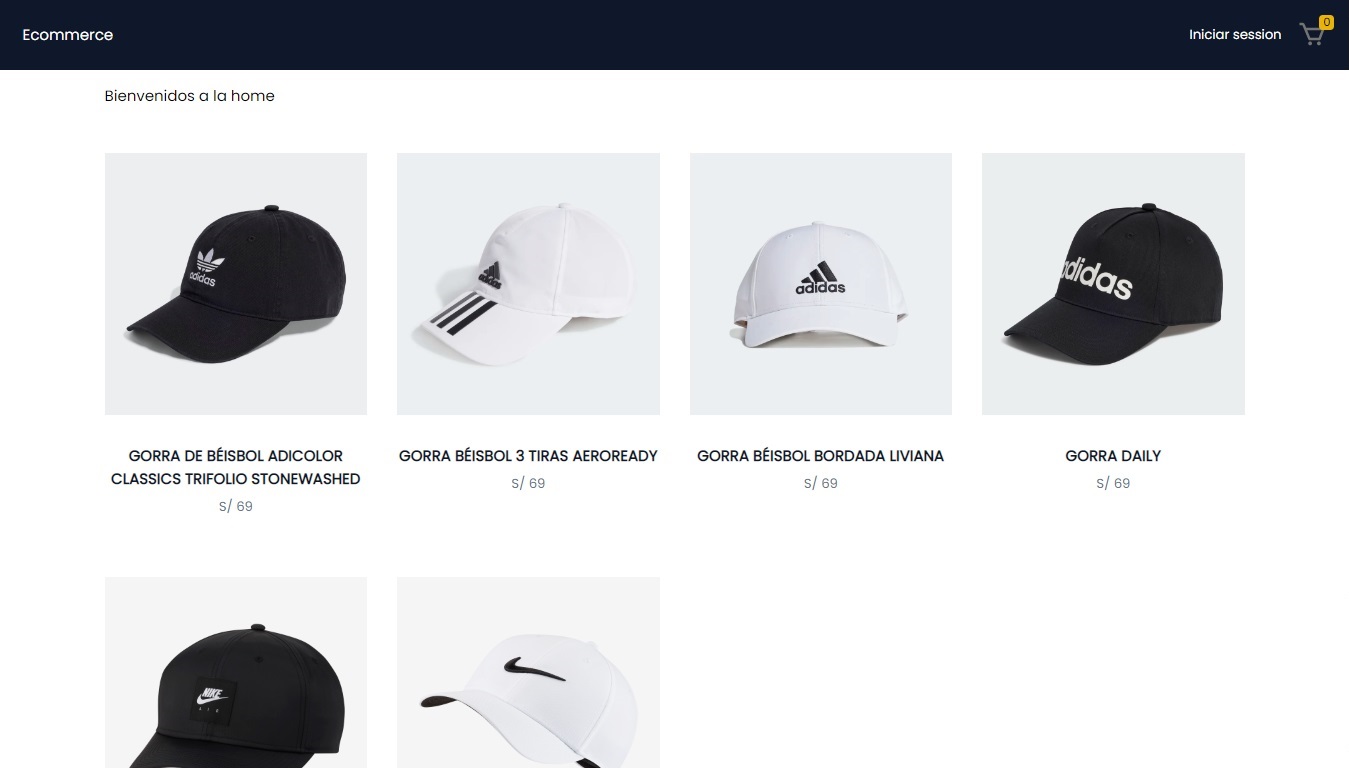 Ecommerce
Iniciar session
0
Bienvenidos a la home
adidas
adidas
adidas
adidas
GORRA DE BÉISBOL ADICOLOR
CLASSICS TRIFOLIO STONEWASHED
S/ 69
GORRA BÉISBOL 3 TIRAS AEROREADY
S/ 69
GORRA BÉISBOL BORDADA LIVIANA
S/ 69
GORRA DAILY
S/ 69
NIKE
AIR